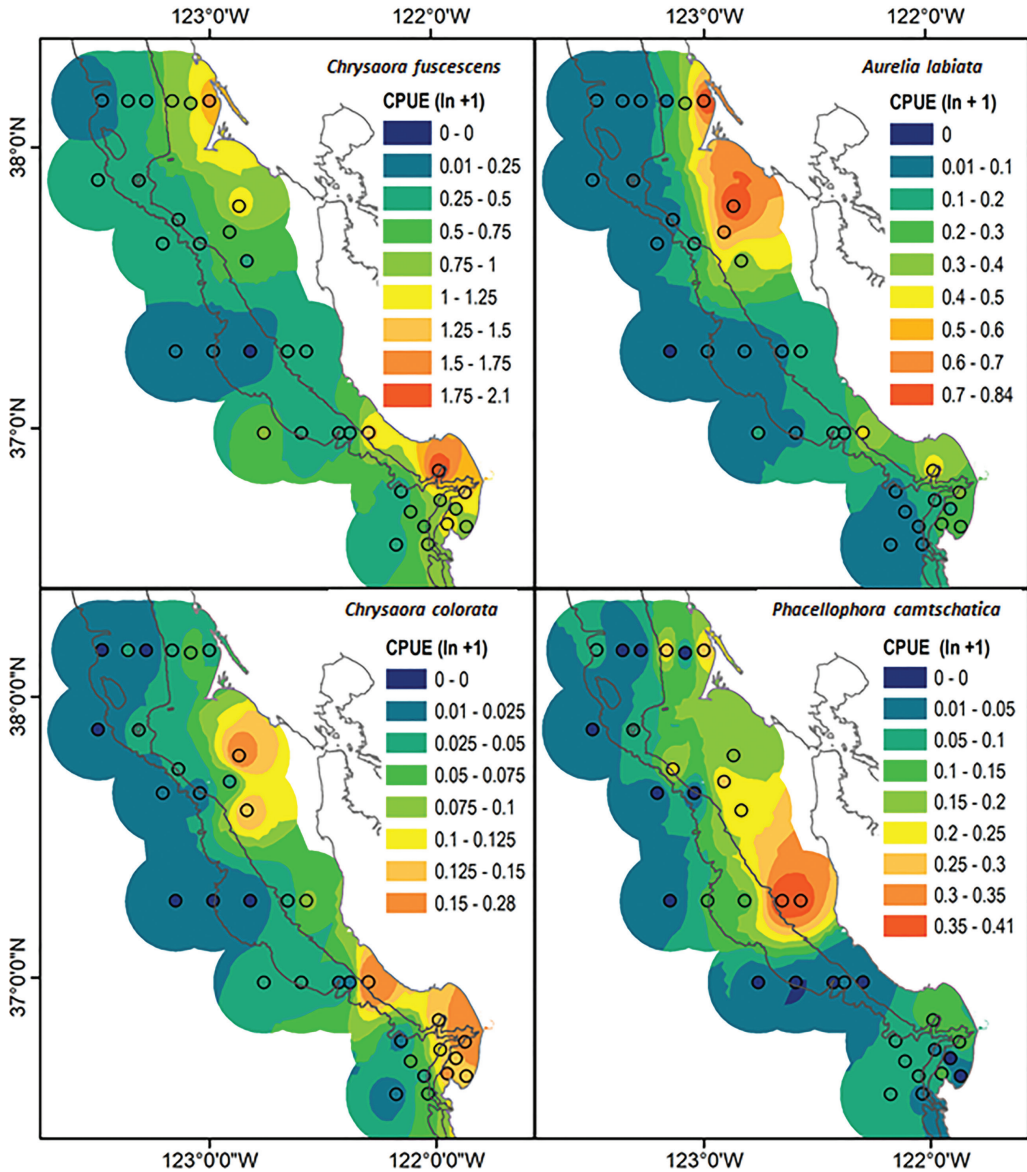 123°0'0"W
122°0'0"W
123°0'0"W
122°0'0"W
38°0'0"N
37°0'0"N
Chrysaora fuscescens
CPUE (ln +1)
0 - 0
0.01 - 0.25
0.25 - 0.5
0.5 - 0.75
0.75 - 1
1 - 1.25
1.25 - 1.5
1.5 - 1.75
1.75 - 2.1
Aurelia labiata
CPUE (ln + 1)
0
0.01 - 0.1
0.1 - 0.2
0.2 - 0.3
0.3 - 0.4
0.4 - 0.5
0.5 - 0.6
0.6 - 0.7
0.7 - 0.84
38°0'0"N
37°0'0"N
Chrysaora colorata
CPUE (ln +1)
0 - 0
0.01 - 0.025
0.025 - 0.05
0.05 - 0.075
0.075 - 0.1
0.1 - 0.125
0.125 - 0.15
0.15 - 0.28
Phacellophora camtschatica
CPUE (ln +1)
0 - 0
0.01 - 0.05
0.05 - 0.1
0.1 - 0.15
0.15 - 0.2
0.2 - 0.25
0.25 - 0.3
0.3 - 0.35
0.35 - 0.41
123°0'0"W
122°0'0"W
123°0'0"W
122°0'0"W